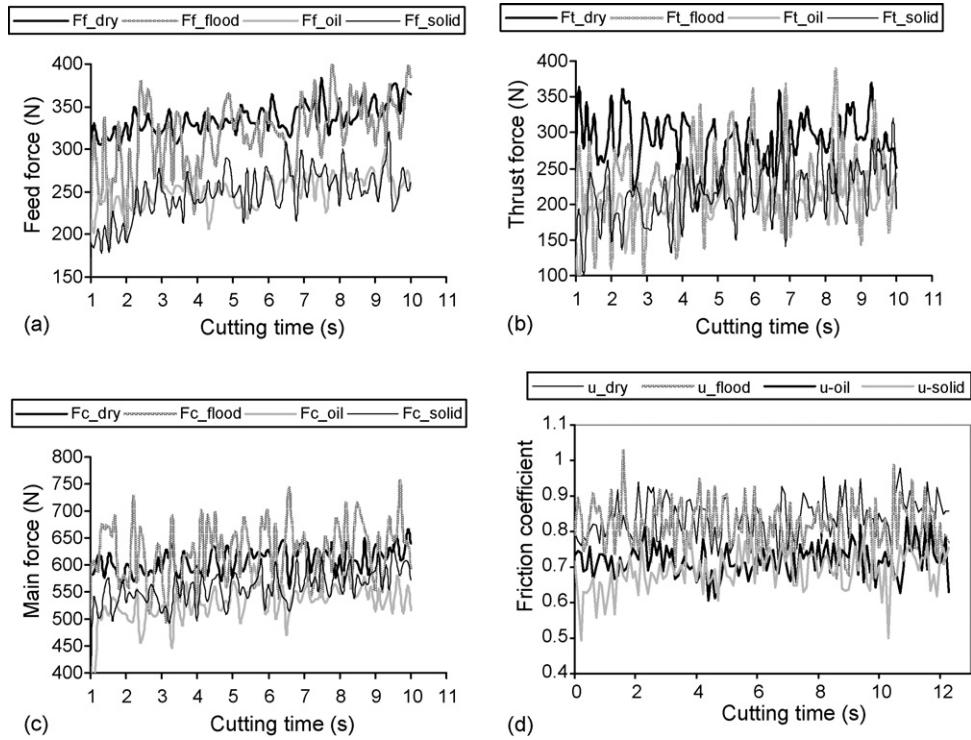 Ff_dry Ff_flood Ff_oil Ff_solid
400
350
300
250
200
150
Feed force (N)
1 2 3 4 5 6 7 8 9 10 11
Cutting time (s)
(a)
Ft_dry Ft_flood Ft_oil Ft_solid
400
350
300
250
200
150
100
Thrust force (N)
1 2 3 4 5 6 7 8 9 10 11
Cutting time (s)
(b)
Fc_dry Fc_flood Fc_oil Fc_solid
800
750
700
650
600
550
500
450
400
Main force (N)
1 2 3 4 5 6 7 8 9 10 11
Cutting time (s)
(c)
u_dry u_flood u-oil u-solid
1.1
1
0.9
0.8
0.7
0.6
0.5
0.4
Friction coefficient
0 2 4 6 8 10 12
Cutting time (s)
(d)